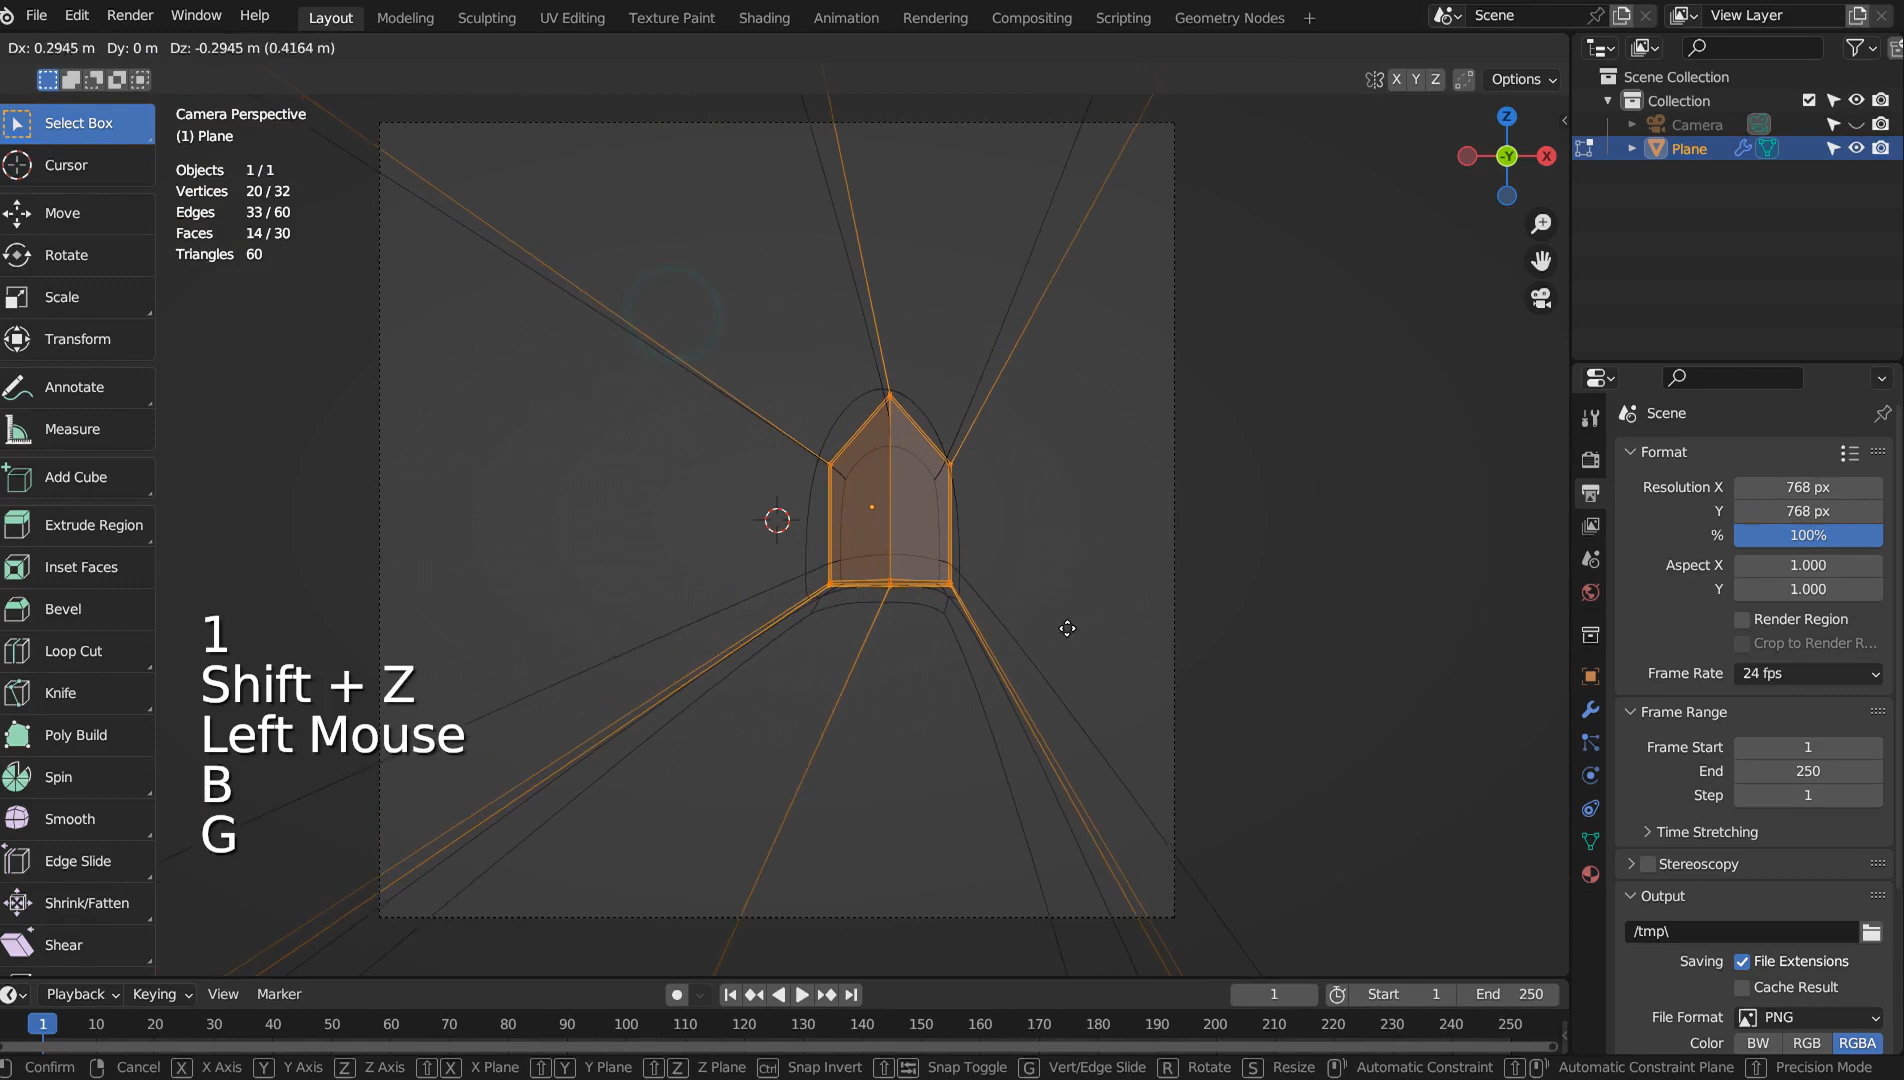 File Edit Render Window Help Layout Modeling Sculpting UV Editing Texture Paint Shading Animation Rendering Compositing Scripting Geometry Nodes + Scene View Layer
Dx: 0.2945 m Dy: 0 m Dz: -0.2945 m (0.4164 m)
X Y Z Options
Select Box
Cursor
Move
Rotate
Scale
Transform
Annotate
Measure
Add Cube
Extrude Region
Inset Faces
Bevel
Loop Cut
Knife
Poly Build
Spin
Smooth
Edge Slide
Shrink/Fatten
Shear
Camera Perspective
(1) Plane
Objects 1 / 1
Vertices 20 / 32
Edges 33 / 60
Faces 14 / 30
Triangles 60
Z
-Y
X
1
Shift + Z
Left Mouse
B
G
Scene Collection
Collection
Camera
Plane
Scene
Format
Resolution X 768 px
Y 768 px
% 100%
Aspect X 1.000
Y 1.000
Render Region
Crop to Render R...
Frame Rate 24 fps
Frame Range
Frame Start 1
End 250
Step 1
Time Stretching
Stereoscopy
Output
/tmp\
Saving File Extensions
Cache Result
File Format PNG
Color BW RGB RGBA
Playback Keying View Marker 1 Start 1 End 250
1 10 20 30 40 50 60 70 80 90 100 110 120 130 140 150 160 170 180 190 200 210 220 230 240 250
Confirm Cancel X X Axis Y Y Axis Z Z Axis X X Plane Y Y Plane Z Z Plane Ctrl Snap Invert Snap Toggle G Vert/Edge Slide R Rotate S Resize Automatic Constraint Automatic Constraint Plane Precision Mode